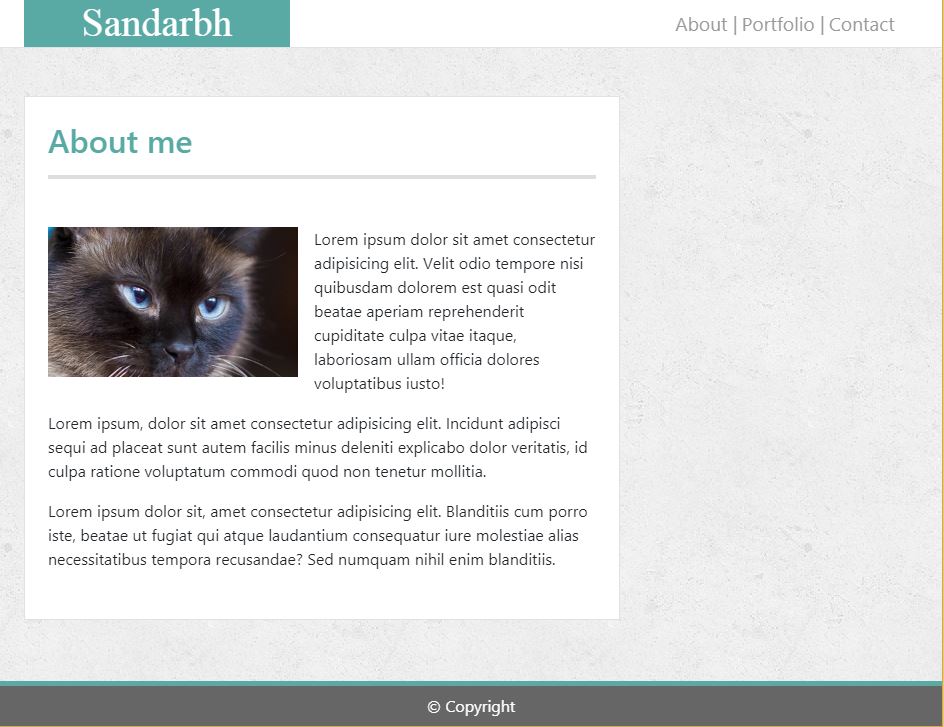 Sandarbh
About | Portfolio | Contact
About me
Lorem ipsum dolor sit amet consectetur
adipisicing elit. Velit odio tempore nisi
quibusdam dolorem est quasi odit
beatae aperiam reprehenderit
cupiditate culpa vitae itaque,
laboriosam ullam officia dolores
voluptatibus iusto!
Lorem ipsum, dolor sit amet consectetur adipisicing elit. Incidunt adipisci
sequi ad placeat sunt autem facilis minus deleniti explicabo dolor veritatis, id
culpa ratione voluptatum commodi quod non tenetur mollitia.
Lorem ipsum dolor sit, amet consectetur adipisicing elit. Blanditiis cum porro
iste, beatae ut fugiat qui atque laudantium consequatur iure molestiae alias
necessitatibus tempora recusandae? Sed numquam nihil enim blanditiis.
© Copyright